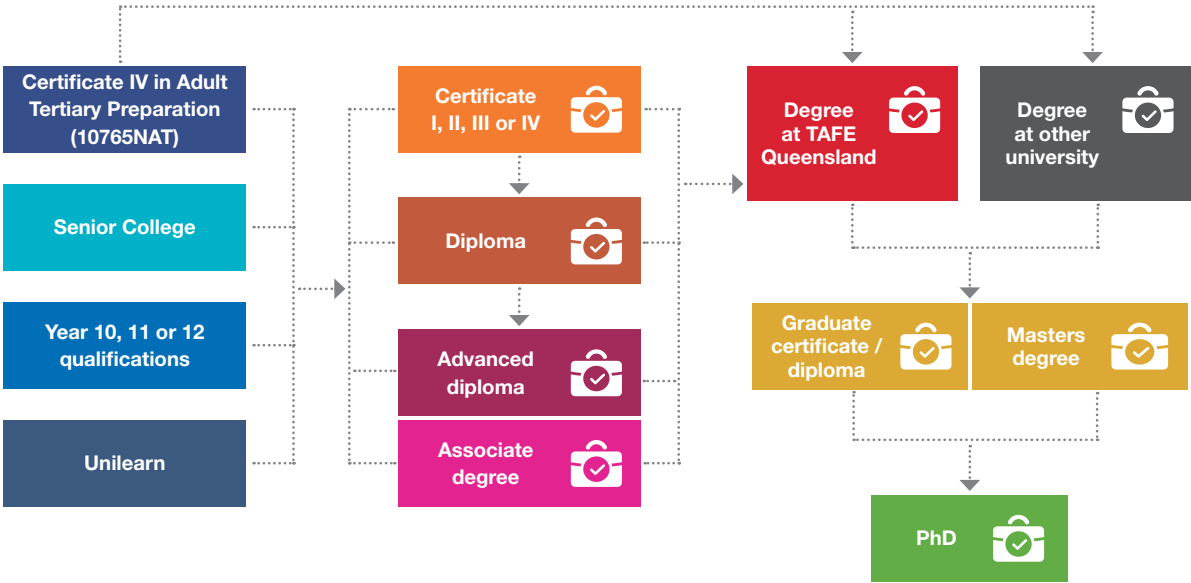 Certificate IV in Adult
Tertiary Preparation
(10765NAT)
Senior College
Year 10, 11 or 12
qualifications
Unilearn
Certificate
I, II, III or IV
Diploma
Advanced
diploma
Associate
degree
Degree
at TAFE
Queensland
Degree
at other
university
Graduate
certificate /
diploma
Masters
degree
PhD